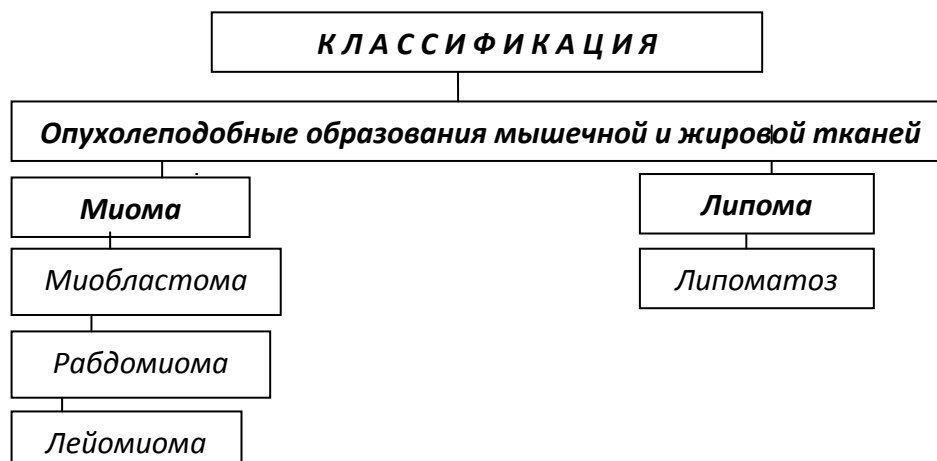 К Л А С С И Ф И К А Ц И Я
Опухолеподобные образования мышечной и жировой тканей
Миома
Липома
Миобластома
Липоматоз
Рабдомиома
Лейомиома